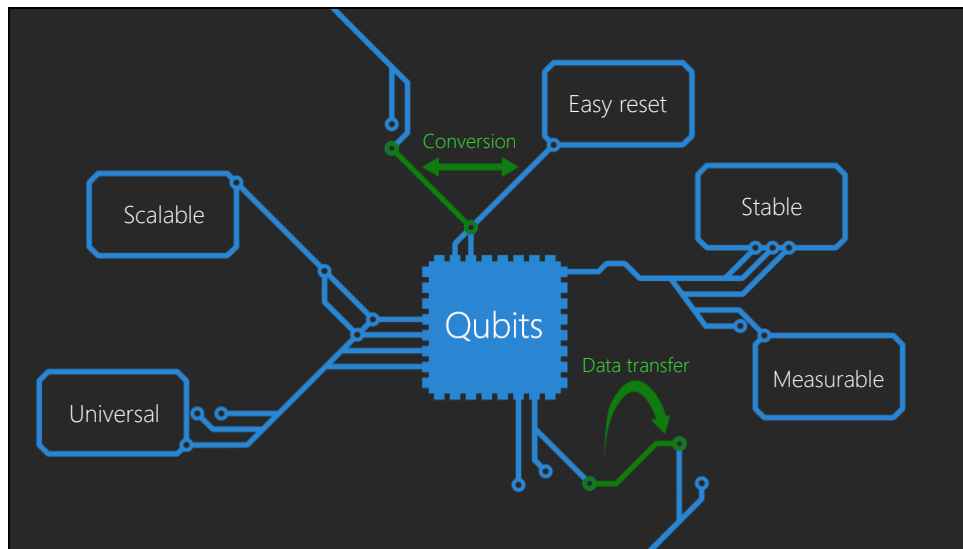 Easy reset
Conversion
Scalable
Stable
Qubits
Data transfer
Measurable
Universal